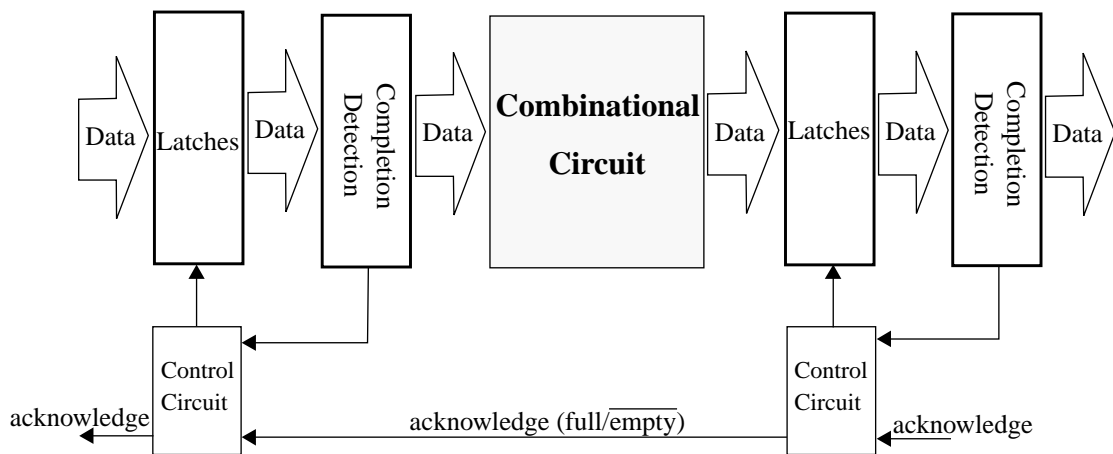 Data
Latches
Data
Completion
Detection
Data
Combinational
Circuit
Data
Latches
Data
Completion
Detection
Data
Control
Circuit
Control
Circuit
acknowledge
acknowledge (full/empty)
acknowledge